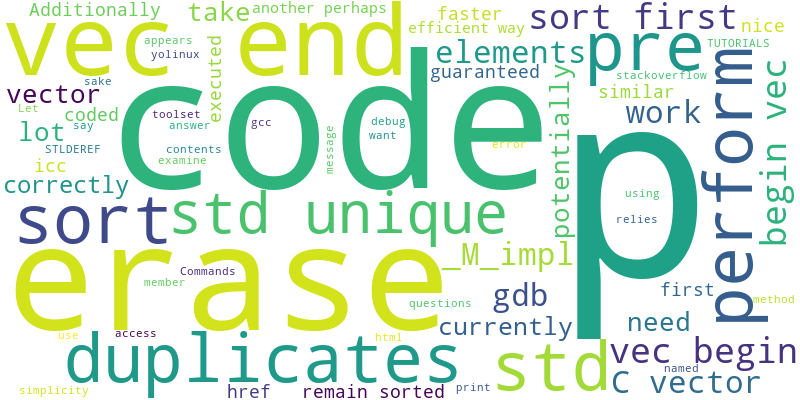 Additionally
take
another perhaps
faster
sort first
nice
vec
end
appears
yolinux
efficient way
pre
TUTORIALS
elements
sake
executed
guaranteed
stackoverflow
vector
code
potentially
similar
perform
begin vec
Let
coded
toolset
gcc
debug
work
lot
say
answer
want
message
error
p
STLDEREF
contents
icc
examine
correctly
using
sort
std unique
relies
erase
_M_impl
Commands
member
gdb
first
method
questions
currently
need
use
access
html
duplicates
std
vec begin
named
simplicity
href
remain sorted
print
C vector